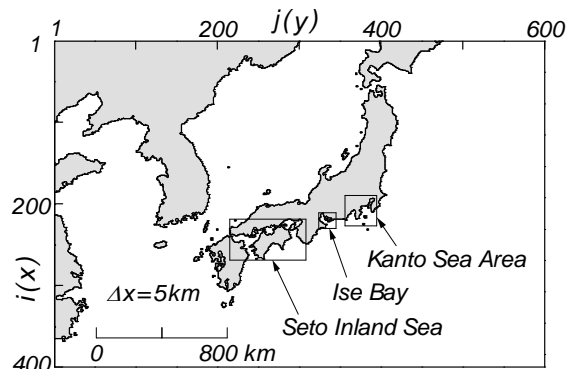 j(y)
1 200 400 600
1
200
400
i(x)
Kanto Sea Area
Ise Bay
Seto Inland Sea
Δx=5km
0 800 km